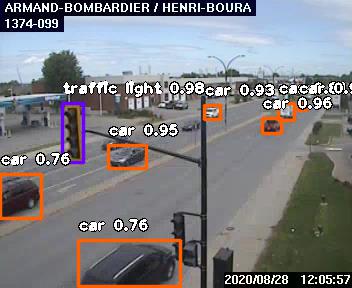 ARMAND-BOMBARDIER / HENRI-BOURA
1374-099
traffic light 0.98
car 0.93
car 0.96
car 0.95
car 0.76
car 0.76
2020/08/28 12:05:57